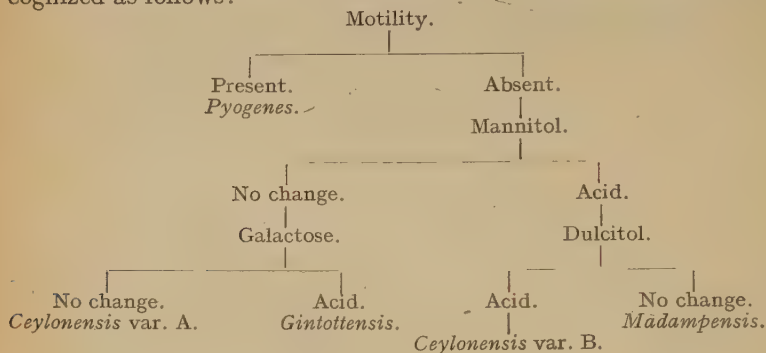 cognized as follows:
Motility.
Present. Absent.
Pyogenes.
Mannitol.
No change. Acid.
Galactose. Dulcitol.
No change. Acid. Acid. No change.
Ceylonensis var. A. Gintottensis. Madampensis.
Ceylonensis var. B.